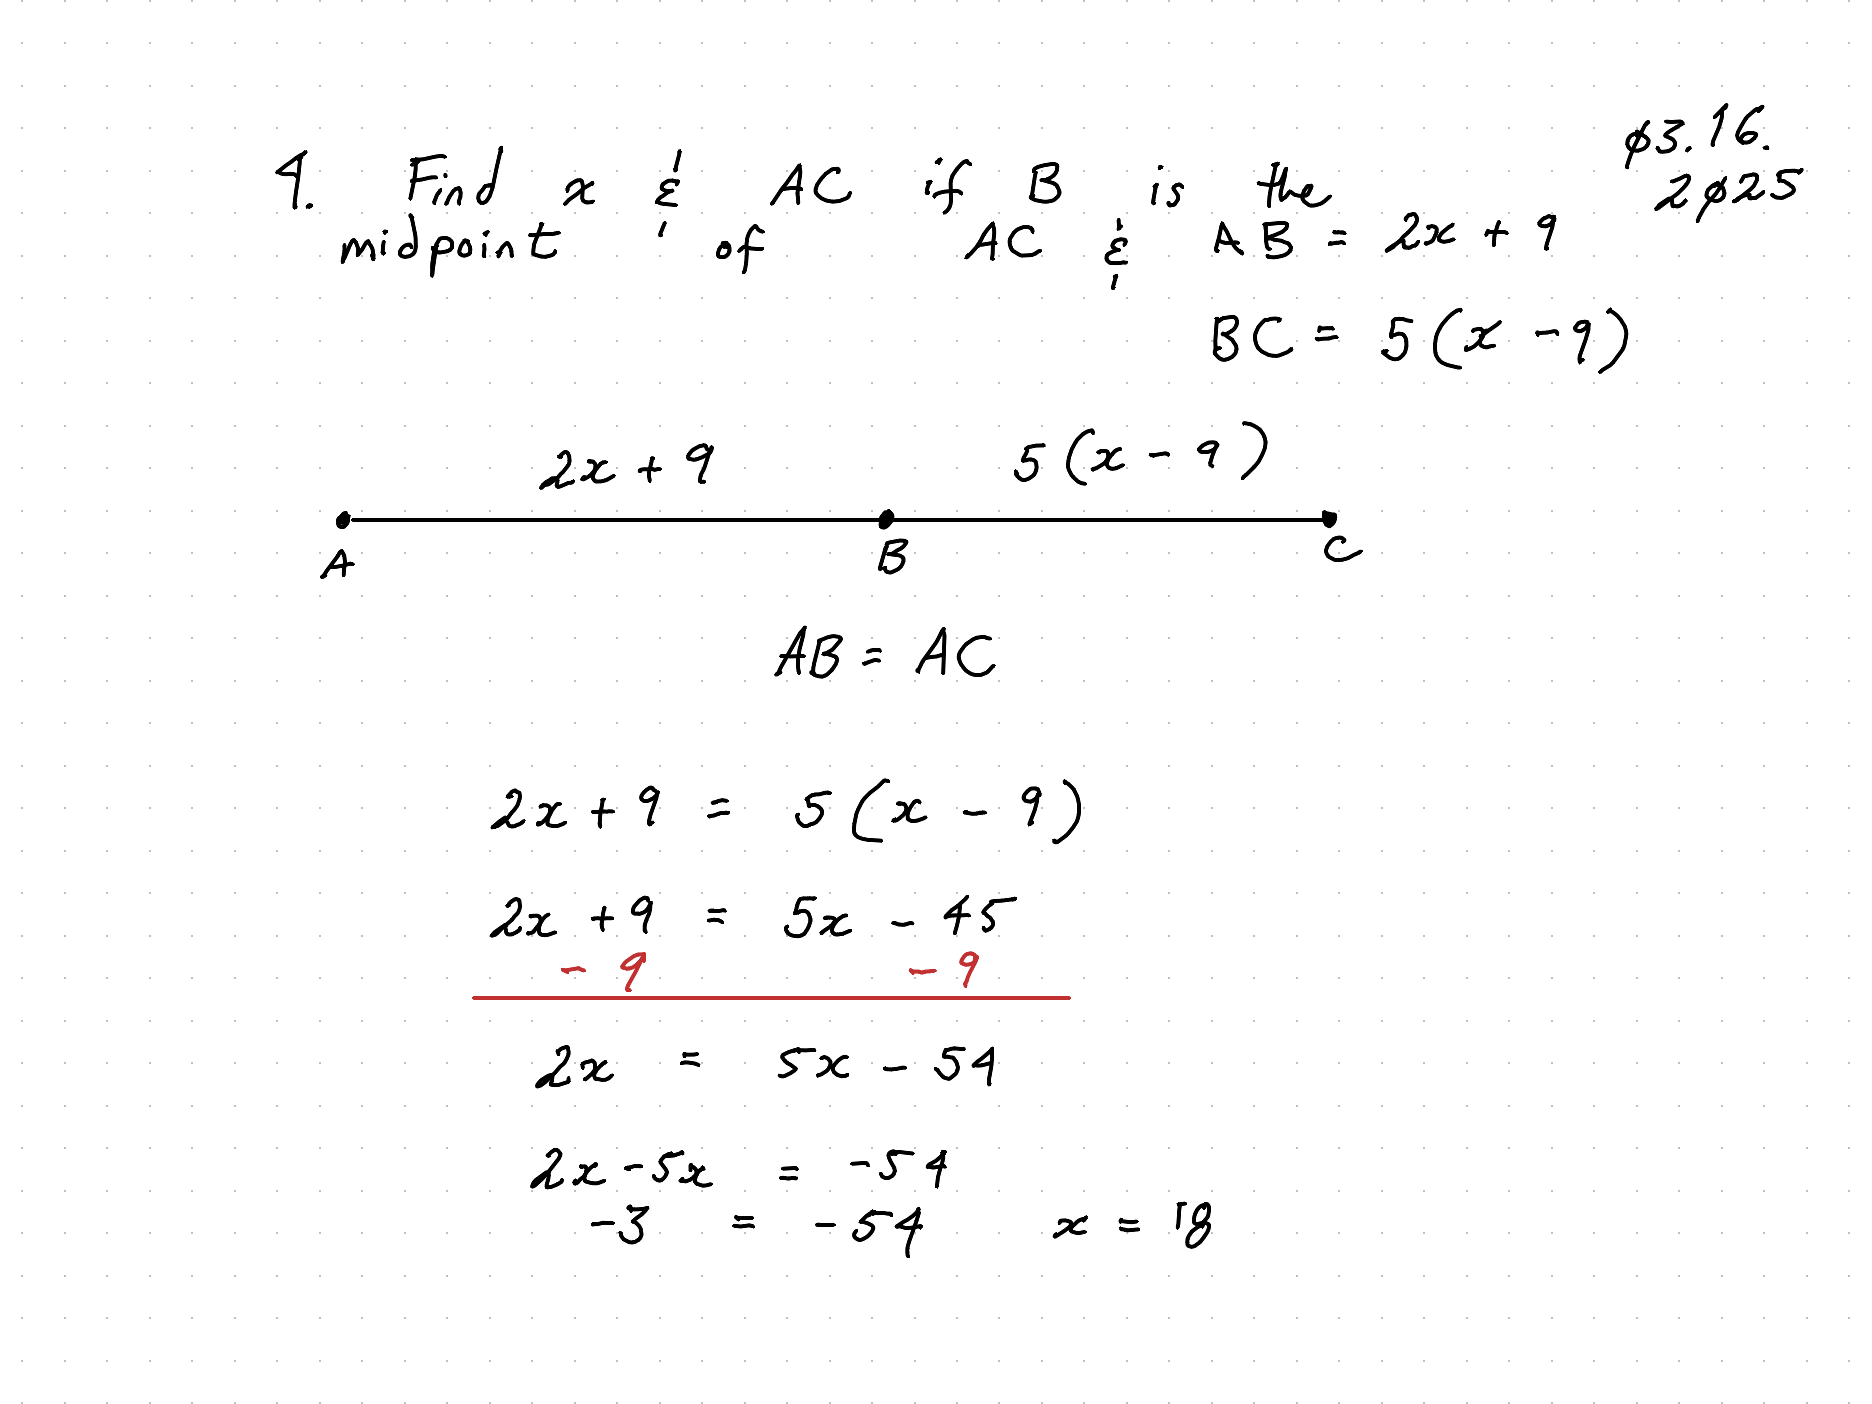 4. Find x & AC if B is the
midpoint of AC & AB = 2x + 9
BC = 5(x - 9)
ø3.16.
2ø25
2x + 9 5(x - 9)
A B C
AB = AC
2x + 9 = 5(x - 9)
2x + 9 = 5x - 45
- 9 - 9
2x = 5x - 54
2x - 5x = -54
-3 = -54 x = 18